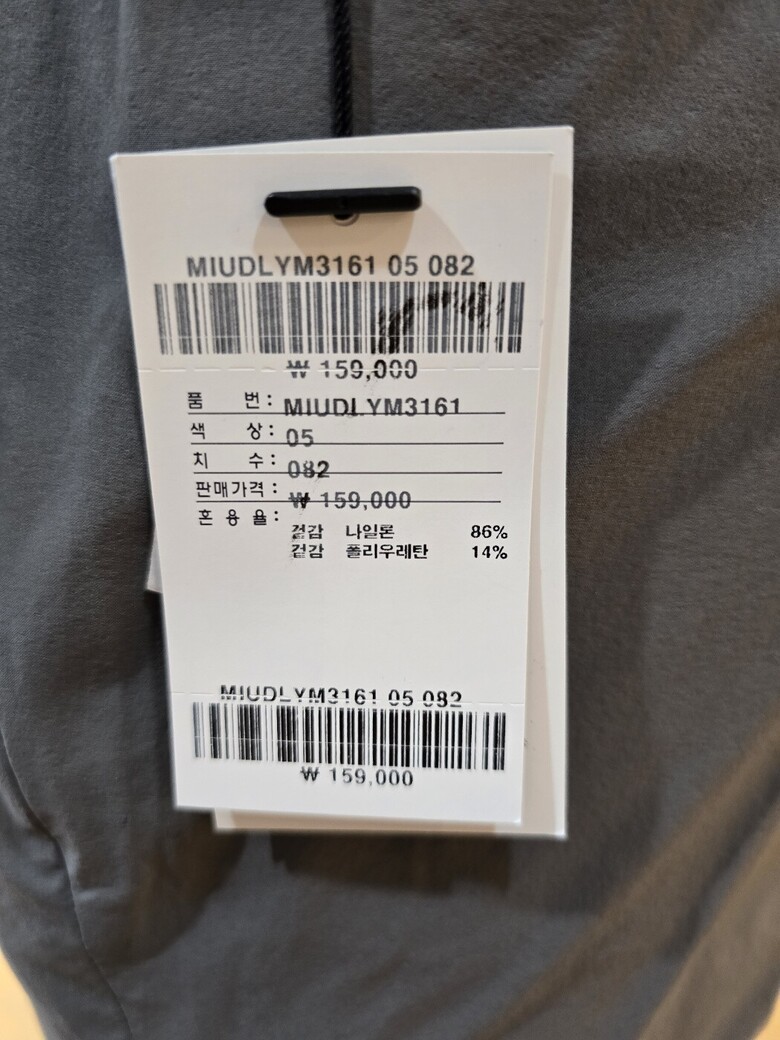 MIUDLYM3161 05 082
₩ 159,000
품 번 : MIUDLYM3161
색 상 : 05
치 수 : 082
판매가격 : ₩ 159,000
혼 용 율 :
겉감 나일론 86%
겉감 폴리우레탄 14%
MIUDLYM3161 05 082
₩ 159,000